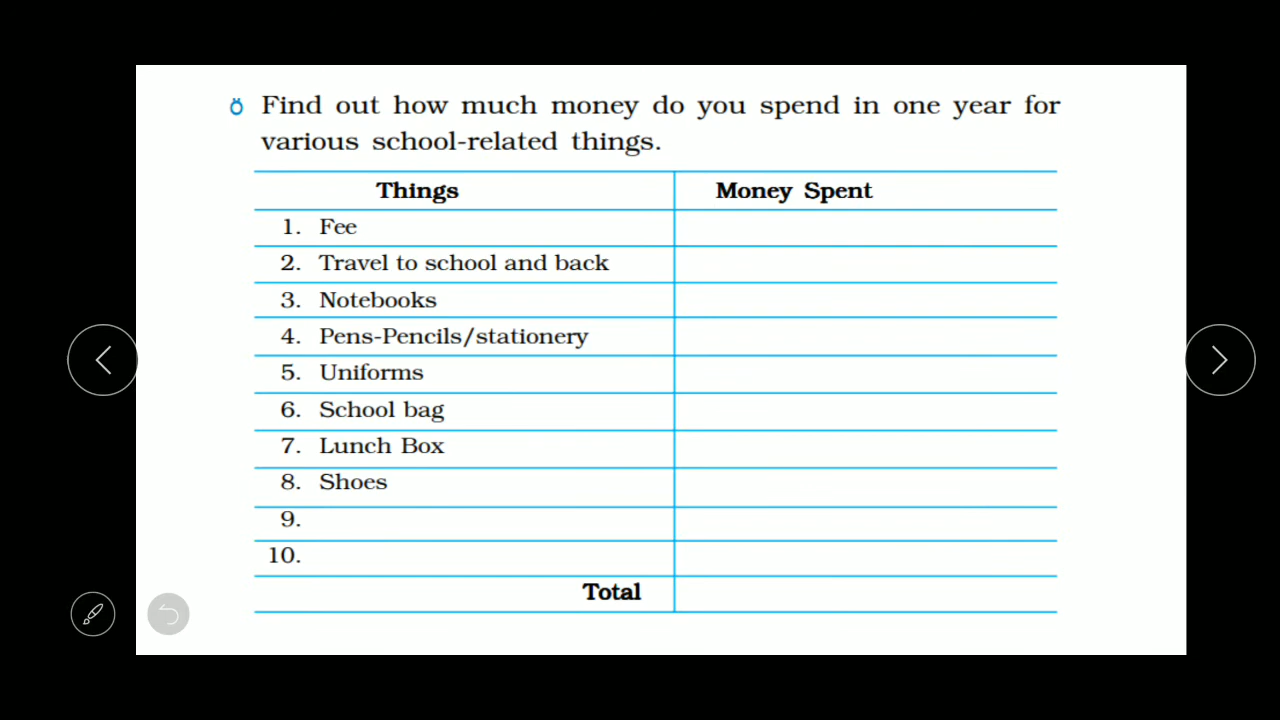 Find out how much money do you spend in one year for
various school-related things.
Things Money Spent
1. Fee
2. Travel to school and back
3. Notebooks
4. Pens-Pencils/stationery
5. Uniforms
6. School bag
7. Lunch Box
8. Shoes
9.
10.
Total